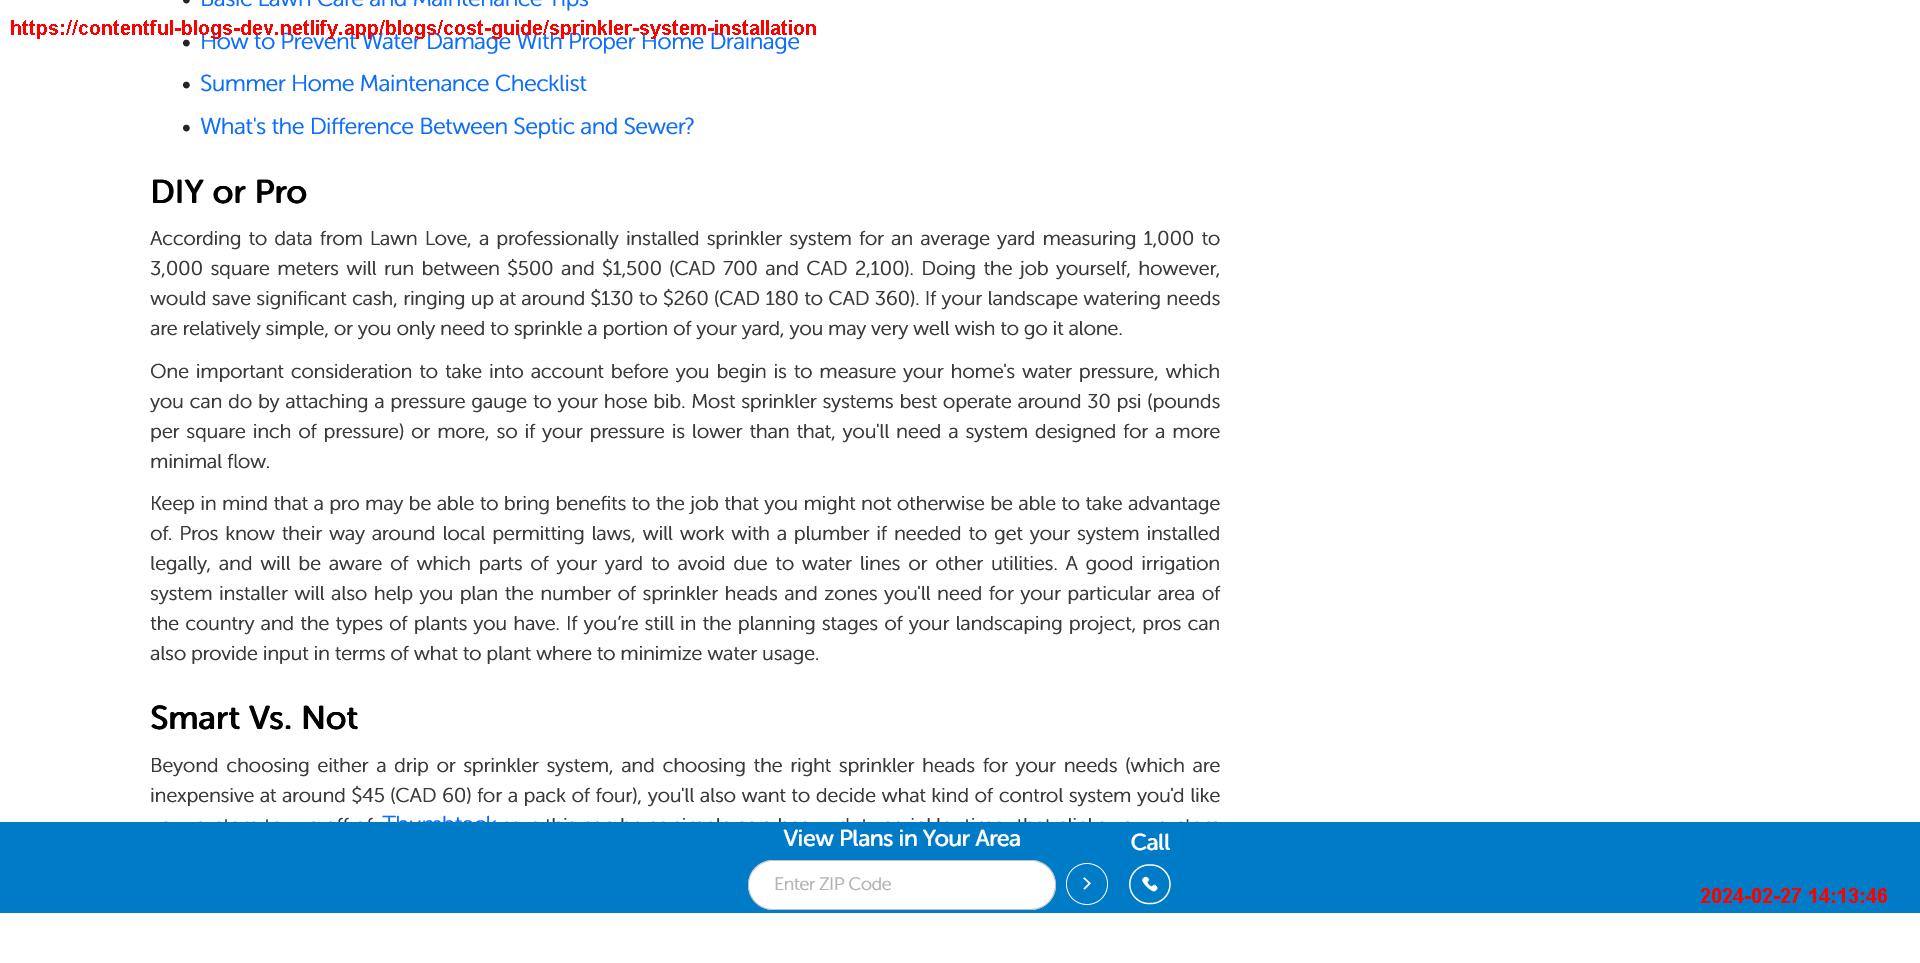 Basic Lawn Care and Maintenance Tips
https://contentful-blogs-dev.netlify.app/blogs/cost-guide/sprinkler-system-installation
How to Prevent Water Damage With Proper Home Drainage
Summer Home Maintenance Checklist
What's the Difference Between Septic and Sewer?
DIY or Pro
According to data from Lawn Love, a professionally installed sprinkler system for an average yard measuring 1,000 to
3,000 square meters will run between $500 and $1,500 (CAD 700 and CAD 2,100). Doing the job yourself, however,
would save significant cash, ringing up at around $130 to $260 (CAD 180 to CAD 360). If your landscape watering needs
are relatively simple, or you only need to sprinkle a portion of your yard, you may very well wish to go it alone.
One important consideration to take into account before you begin is to measure your home's water pressure, which
you can do by attaching a pressure gauge to your hose bib. Most sprinkler systems best operate around 30 psi (pounds
per square inch of pressure) or more, so if your pressure is lower than that, you'll need a system designed for a more
minimal flow.
Keep in mind that a pro may be able to bring benefits to the job that you might not otherwise be able to take advantage
of. Pros know their way around local permitting laws, will work with a plumber if needed to get your system installed
legally, and will be aware of which parts of your yard to avoid due to water lines or other utilities. A good irrigation
system installer will also help you plan the number of sprinkler heads and zones you'll need for your particular area of
the country and the types of plants you have. If you’re still in the planning stages of your landscaping project, pros can
also provide input in terms of what to plant where to minimize water usage.
Smart Vs. Not
Beyond choosing either a drip or sprinkler system, and choosing the right sprinkler heads for your needs (which are
inexpensive at around $45 (CAD 60) for a pack of four), you'll also want to decide what kind of control system you'd like
Thumbtack
View Plans in Your Area
Call
Enter ZIP Code
2024-02-27 14:13:46